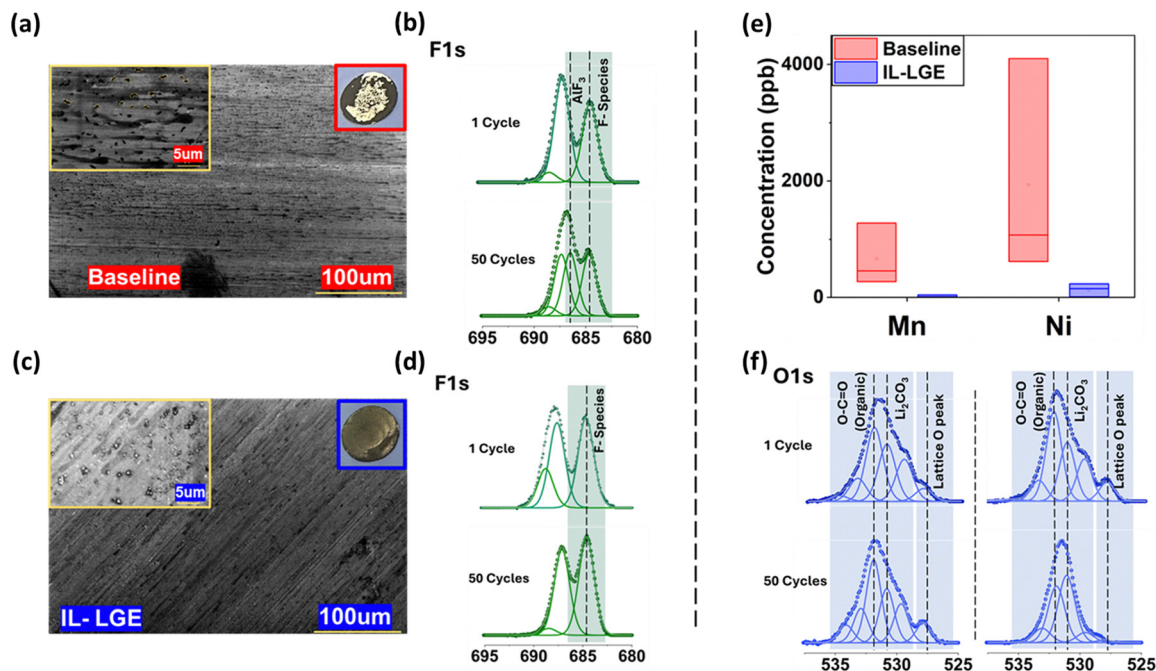 (a)
5um
Baseline
100um
(b)
F1s
AlF3
F- Species
1 Cycle
50 Cycles
695 690 685 680
(c)
5um
IL- LGE
100um
(d)
F1s
F- Species
1 Cycle
50 Cycles
695 690 685 680
(e)
Baseline
IL-LGE
Concentration (ppb)
4000
2000
0
Mn Ni
(f)
O1s
O-C=O
(Organic)
Li2CO3
Lattice O peak
O-C=O
(Organic)
Li2CO3
Lattice O peak
1 Cycle
50 Cycles
535 530 525
535 530 525